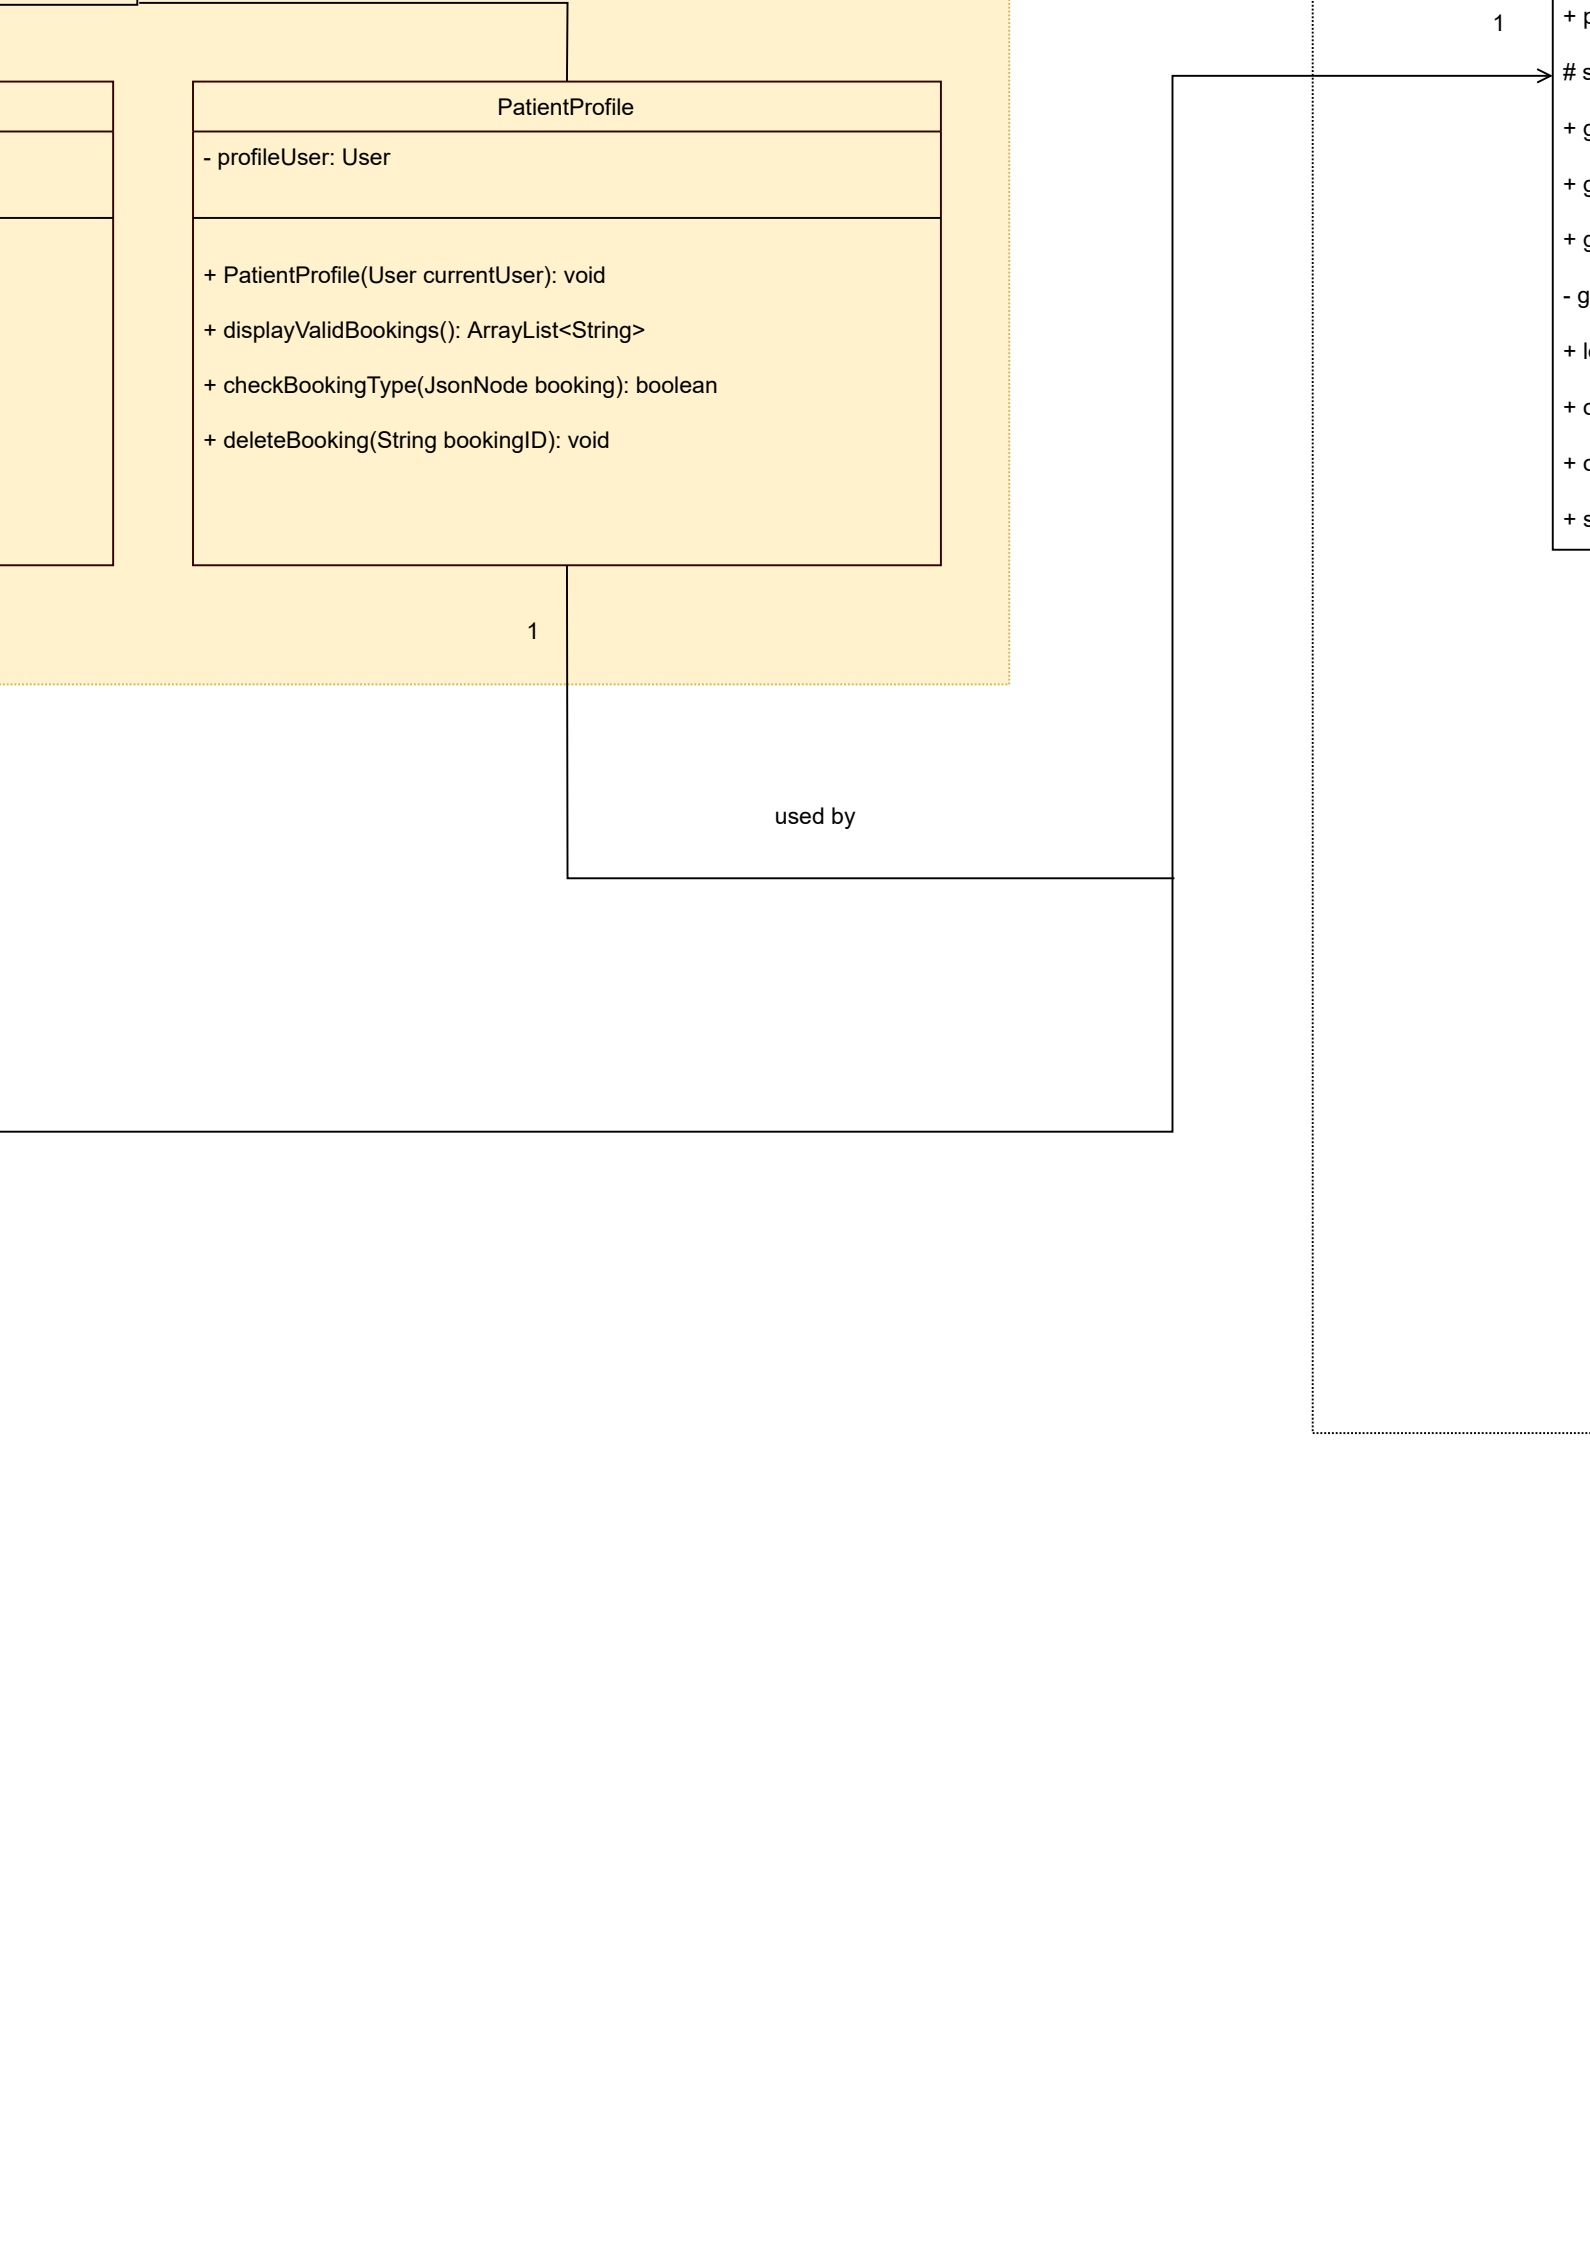 PatientProfile
- profileUser: User
+ PatientProfile(User currentUser): void
+ displayValidBookings(): ArrayList<String>
+ checkBookingType(JsonNode booking): boolean
+ deleteBooking(String bookingID): void
1
used by
1
+
#
+
+
+
-
+
+
+
+